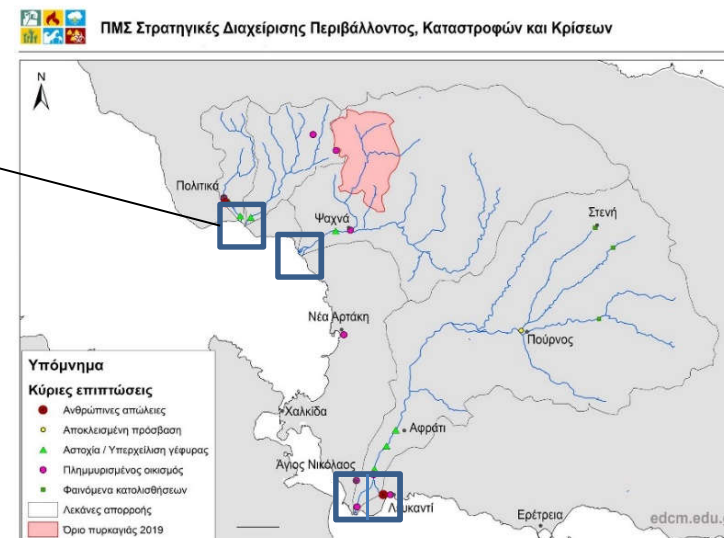 ΠΜΣ Στρατηγικές Διαχείρισης Περιβάλλοντος, Καταστροφών και Κρίσεων
N
Πολιτικά
Ψαχνά
Στενή
Νέα Αρτάκη
Πούρνος
Υπόμνημα
Κύριες επιπτώσεις
Ανθρώπινες απώλειες
Αποκλεισμένη πρόσβαση
Αστοχία / Υπερχείλιση γέφυρας
Πλημμυρισμένος οικισμός
Φαινόμενα κατολισθήσεων
Λεκάνες απορροής
Όριο πυρκαγιάς 2019
Χαλκίδα
Αφράτι
Άγιος Νικόλαος
Λευκαντί
Ερέτρεια
edcm.edu.g